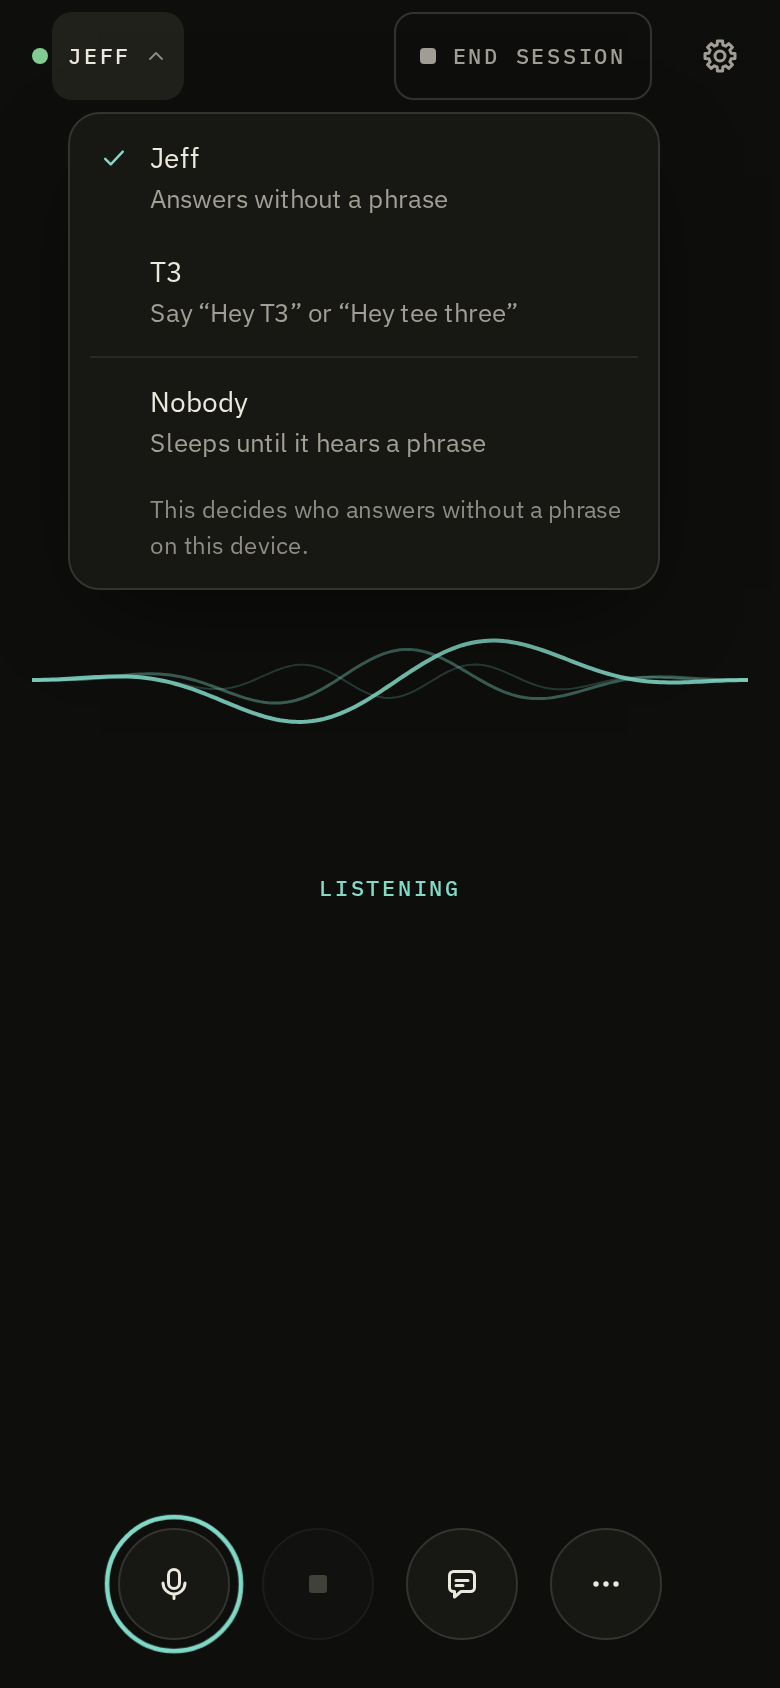 JEFF
END SESSION
Jeff
Answers without a phrase
T3
Say “Hey T3” or “Hey tee three”
Nobody
Sleeps until it hears a phrase
This decides who answers without a phrase
on this device.
LISTENING